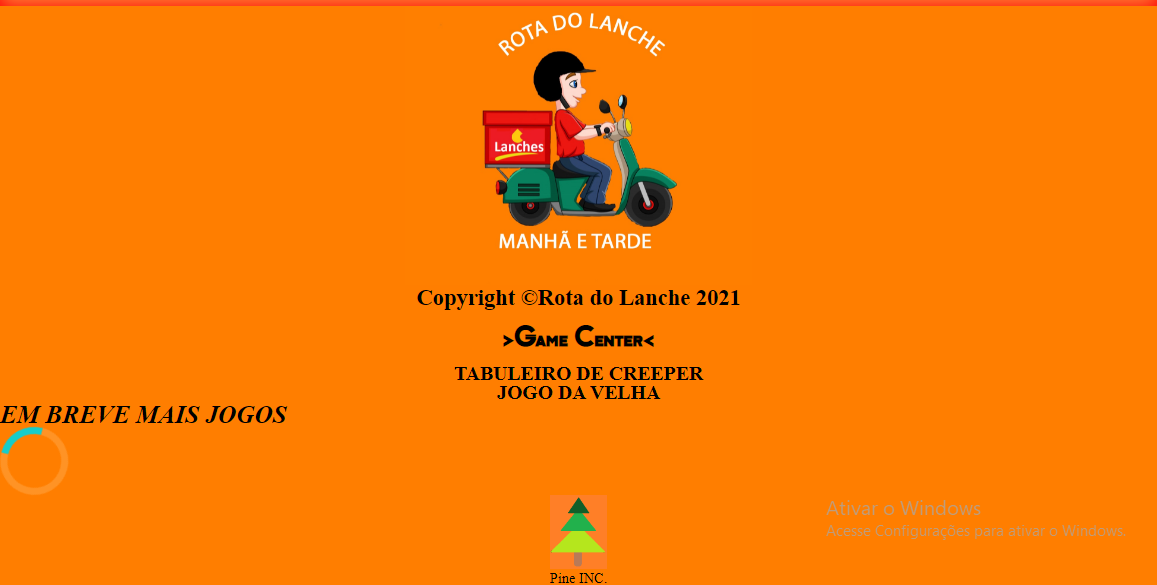 ROTA DO LANCHE
Lanches
MANHÃ E TARDE
Copyright ©Rota do Lanche 2021
>Game Center<
TABULEIRO DE CREEPER
JOGO DA VELHA
EM BREVE MAIS JOGOS
Ativar o Windows
Acesse Configurações para ativar o Windows.
Pine INC.